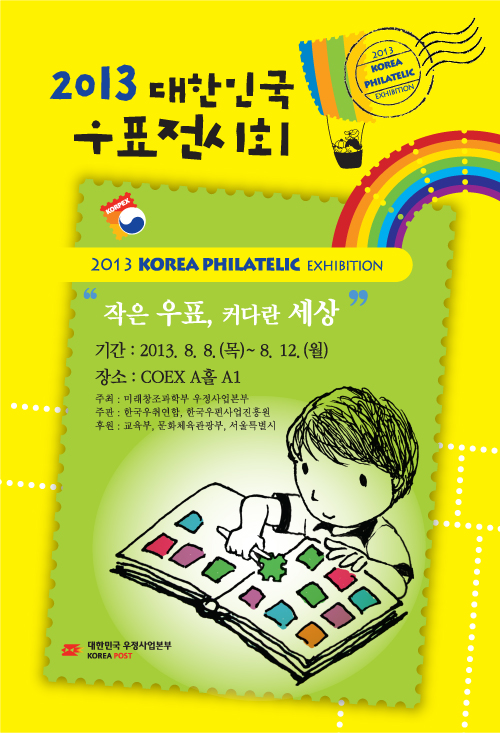 2013 대한민국
우표전시회
2013
KOREA
PHILATELIC
EXHIBITION
KORPEX
2013 KOREA PHILATELIC EXHIBITION
“ 작은 우표, 커다란 세상 ”
기간 : 2013. 8. 8.(목)~ 8. 12.(월)
장소 : COEX A홀 A1
주최 : 미래창조과학부 우정사업본부
주관 : 한국우취연합, 한국우편사업진흥원
후원 : 교육부, 문화체육관광부, 서울특별시
대한민국 우정사업본부
KOREA POST